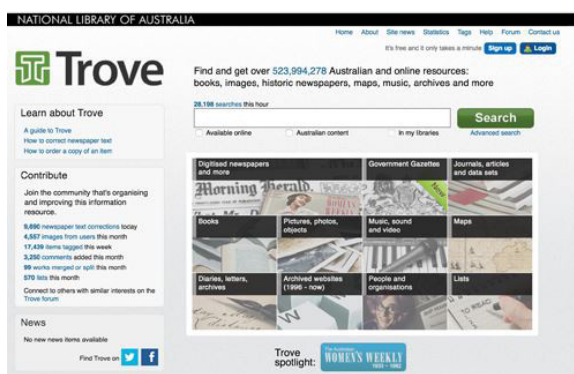 NATIONAL LIBRARY OF AUSTRALIA
Home About Site news Statistics Tags Help Forum Contact us
It's free and it only takes a minute Sign up Login
Trove
Find and get over 523,994,278 Australian and online resources:
books, images, historic newspapers, maps, music, archives and more
28,198 searches this hour
Search
Available online Australian content In my libraries Advanced search
Learn about Trove
A guide to Trove
How to correct newspaper text
How to order a copy of an item
Contribute
Join the community that's organising
and improving this information
resource.
9,690 newspaper text corrections today
4,557 images from users this month
17,439 items tagged this week
3,250 comments added this month
99 works merged or split this month
570 lists this month
Connect to others with similar interests on the
Trove forum
News
No new news items available
Find Trove on
Digitised newspapers
and more
Government Gazettes
Journals, articles
and data sets
Morning Herald.
WEEKLY
New
Books
Pictures, photos,
objects
Music, sound
and video
Maps
Diaries, letters,
archives
Archived websites
(1996 - now)
People and
organisations
Lists
TO READ
Trove
spotlight:
The Australian
WOMEN'S WEEKLY
1933 - 1982